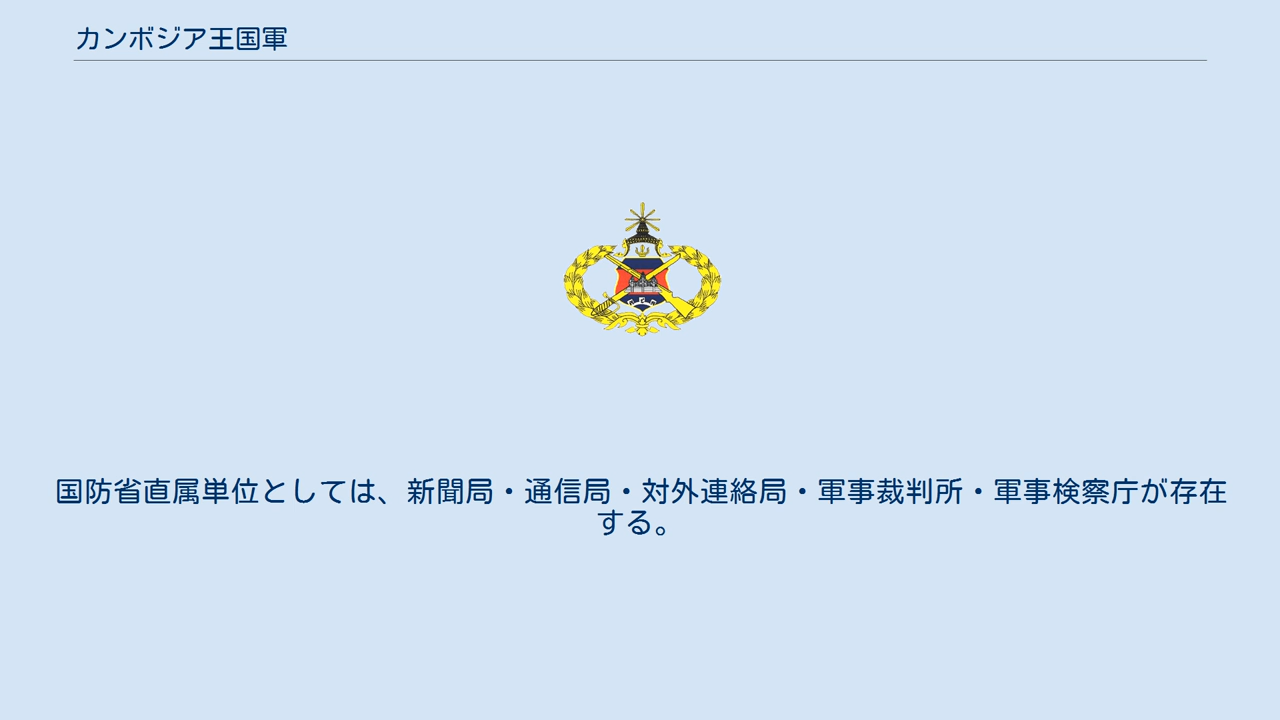 カンボジア王国軍
国防省直属単位としては、新聞局・通信局・対外連絡局・軍事裁判所・軍事検察庁が存在
する。